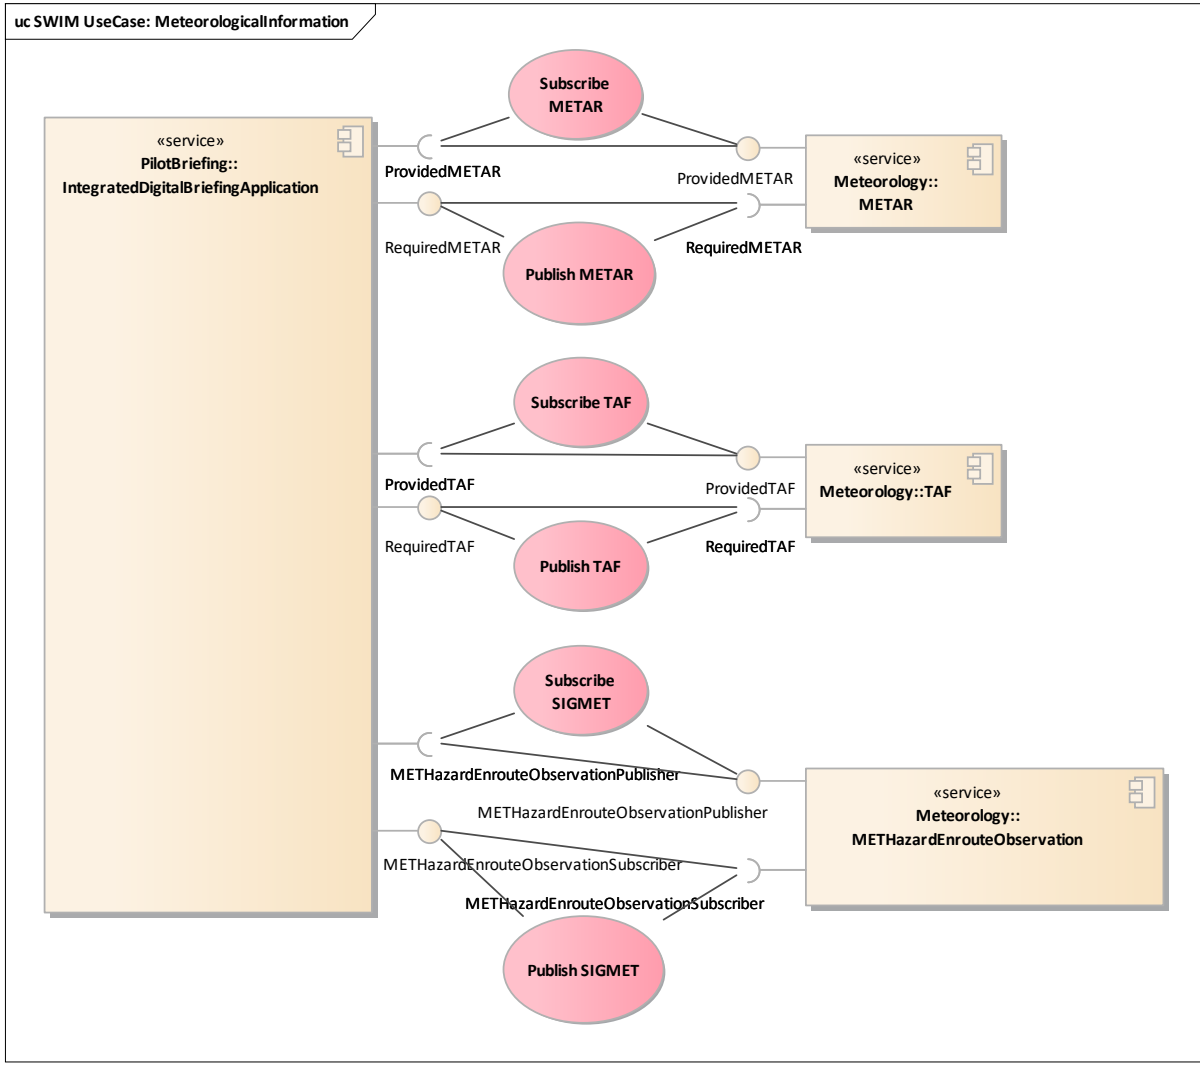 uc SWIM UseCase: MeteorologicalInformation
«service»
PilotBriefing::
IntegratedDigitalBriefingApplication
Subscribe
METAR
ProvidedMETAR
ProvidedMETAR
«service»
Meteorology::
METAR
RequiredMETAR
RequiredMETAR
Publish METAR
Subscribe TAF
ProvidedTAF
ProvidedTAF
«service»
Meteorology::TAF
RequiredTAF
RequiredTAF
Publish TAF
Subscribe
SIGMET
METHazardEnrouteObservationPublisher
METHazardEnrouteObservationPublisher
«service»
Meteorology::
METHazardEnrouteObservation
METHazardEnrouteObservationSubscriber
METHazardEnrouteObservationSubscriber
Publish SIGMET